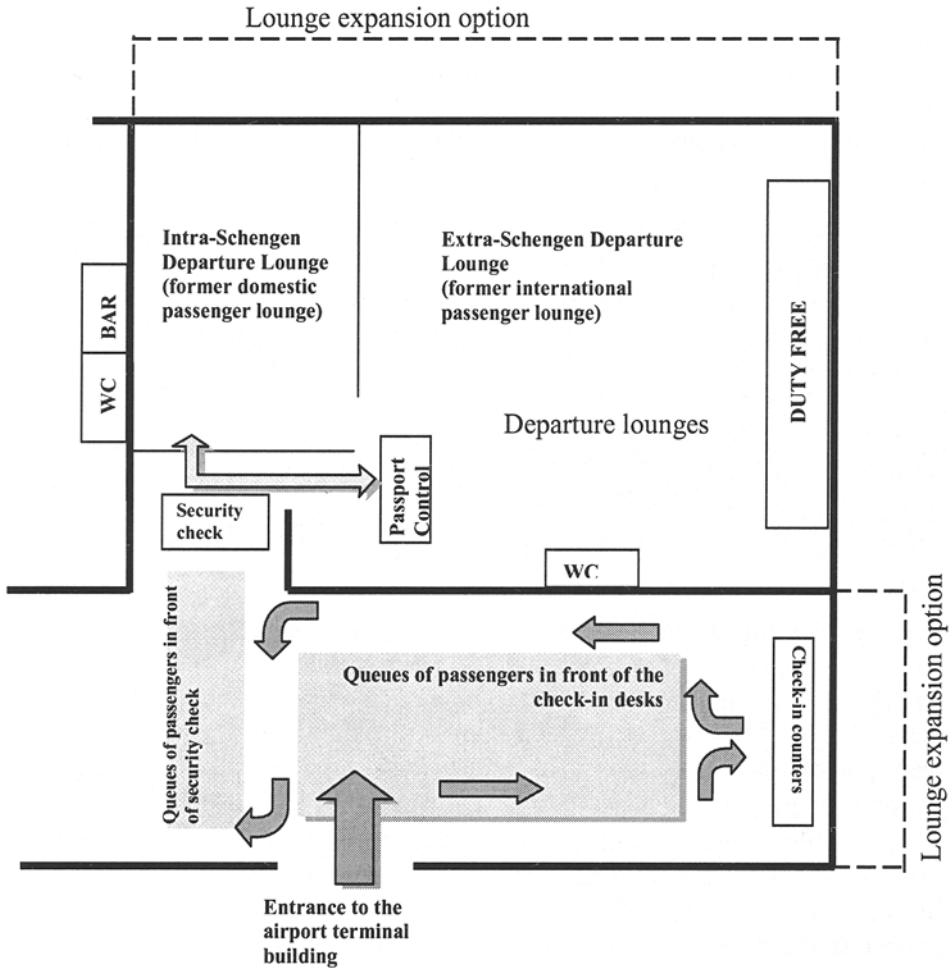 Lounge expansion option
Intra-Schengen
Departure Lounge
(former domestic
passenger lounge)
Extra-Schengen Departure
Lounge
(former international
passenger lounge)
BAR
WC
DUTY FREE
Departure lounges
Passport
Control
Security
check
WC
Queues of passengers in front
of security check
Queues of passengers in front of the
check-in desks
Check-in counters
Lounge expansion option
Entrance to the
airport terminal
building